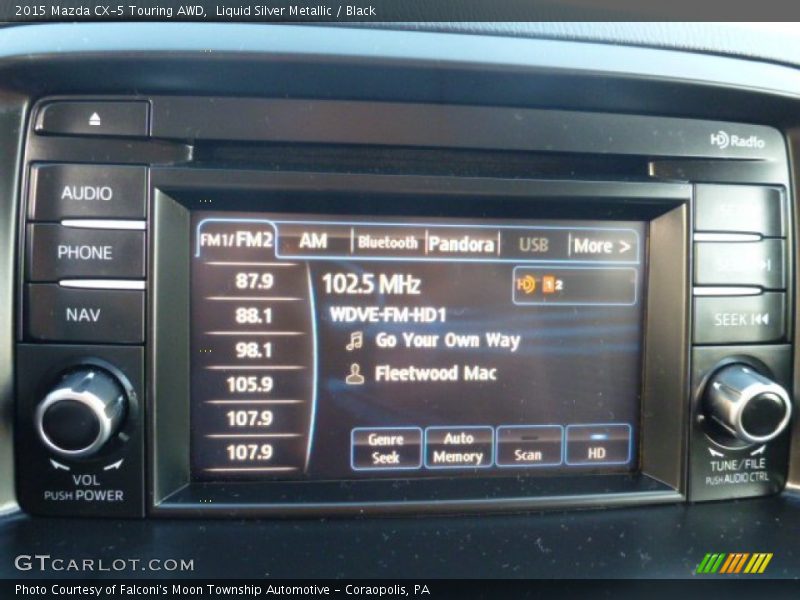 2015 Mazda CX-5 Touring AWD,  Liquid Silver Metallic / Black
HD Radio
AUDIO
PHONE
NAV
VOL
PUSH POWER
FM1/FM2 AM Bluetooth Pandora USB More >
87.9
88.1
98.1
105.9
107.9
107.9
102.5 MHz
HD 1 2
WDVE-FM-HD1
Go Your Own Way
Fleetwood Mac
Genre Seek
Auto Memory
Scan
HD
SEEK
TUNE/FILE
PUSH AUDIO CTRL
GTCARLOT.COM
Photo Courtesy of Falconi's Moon Township Automotive - Coraopolis, PA